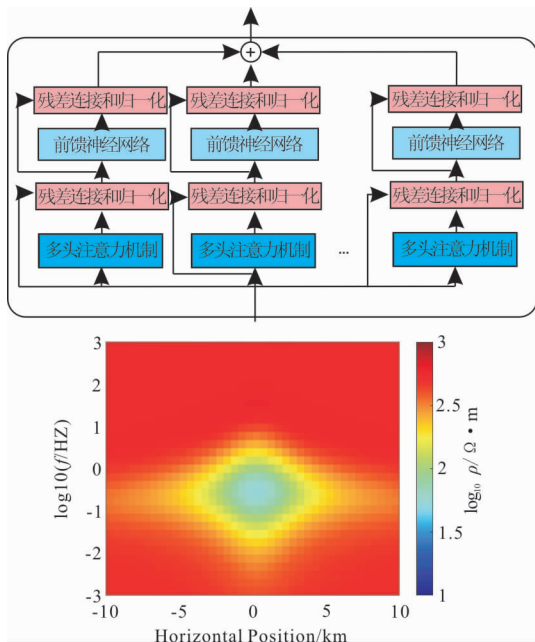 残差连接和归一化 残差连接和归一化 残差连接和归一化
前馈神经网络 前馈神经网络 前馈神经网络
残差连接和归一化 残差连接和归一化 残差连接和归一化
多头注意力机制 多头注意力机制 ... 多头注意力机制
3 3
2
2.5
1
0 2
-1
1.5
-2
-3 1
log10(f/HZ)
log₁₀ ρ/ Ω·m
-10 -5 0 5 10
Horizontal Position/km